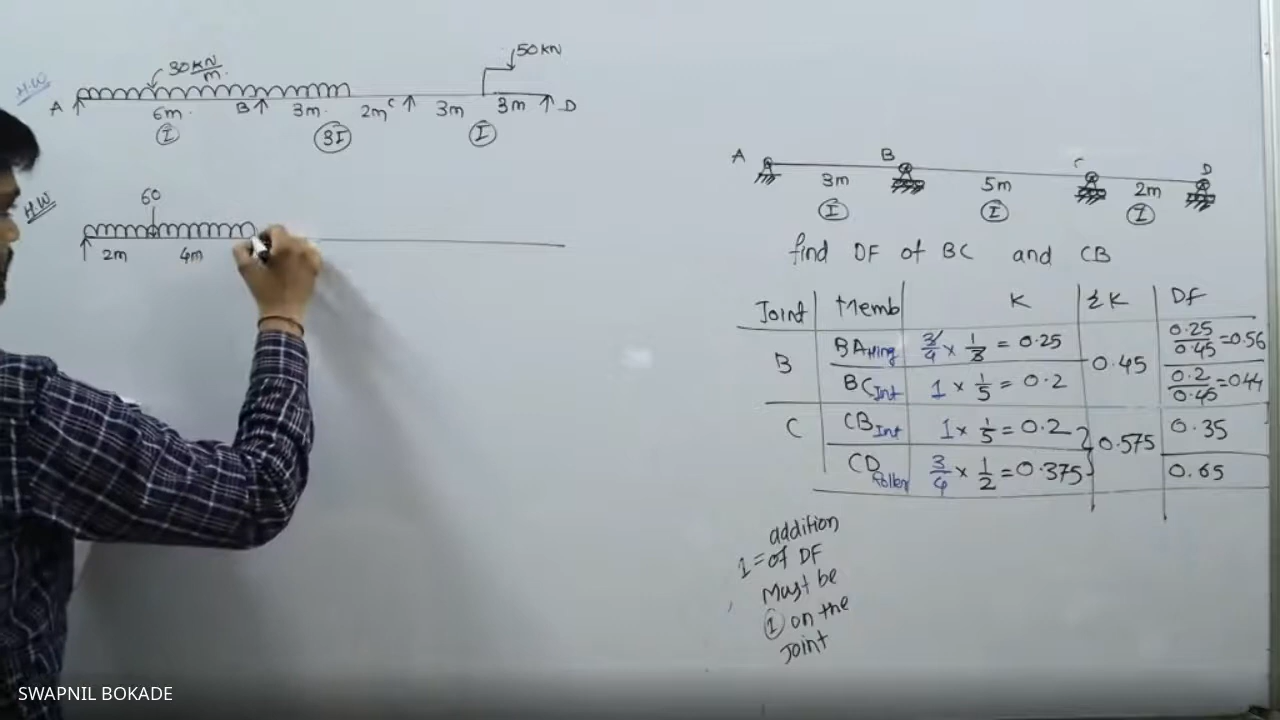 H.W
30 KN/m.
50 KN
A 6m. B 3m. 2m C 3m 3m D
I 3I I
H.W
60
2m 4m
A B C D
3m 5m 2m
I I I
find DF of BC and CB
Joint Memb K ΣK DF
B BA Hing 3/4 × 1/3 = 0.25 0.45 0.25/0.45 = 0.56
BC Int 1 × 1/5 = 0.2 0.2/0.45 = 0.44
C CB Int 1 × 1/5 = 0.2 0.575 0.35
CD Roller 3/4 × 1/2 = 0.375 0.65
addition
1 = of DF
Must be
1 on the
Joint
SWAPNIL BOKADE